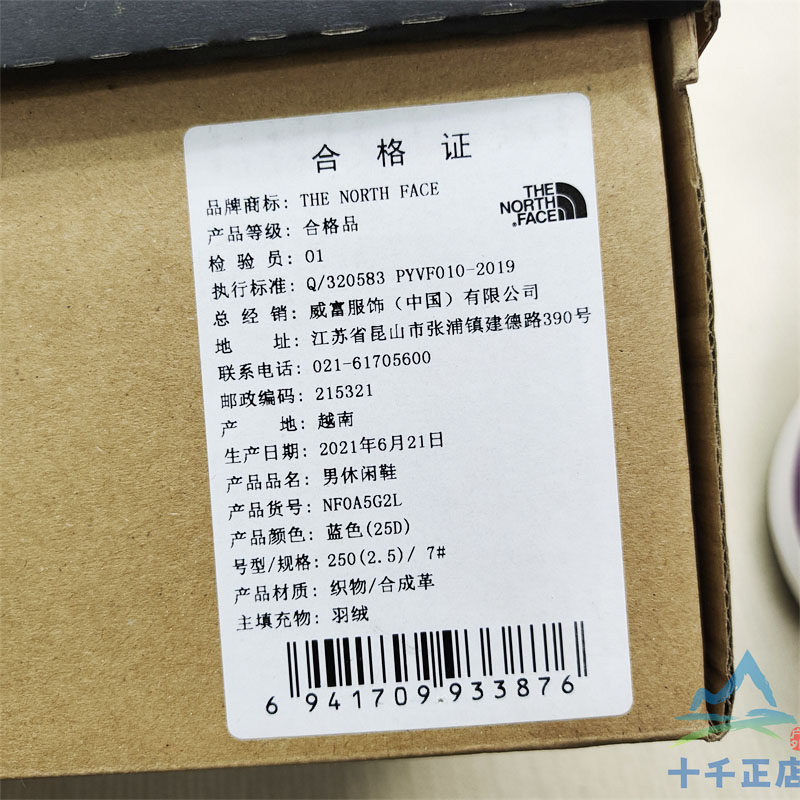 合格证
品牌商标: THE NORTH FACE
THE
NORTH
FACE
产品等级: 合格品
检验员: 01
执行标准: Q/320583 PYVF010-2019
总经销: 威富服饰（中国）有限公司
地址: 江苏省昆山市张浦镇建德路390号
联系电话: 021-61705600
邮政编码: 215321
产地: 越南
生产日期: 2021年6月21日
产品品名: 男休闲鞋
产品货号: NF0A5G2L
产品颜色: 蓝色(25D)
号型/规格: 250(2.5)/ 7#
产品材质: 织物/合成革
主填充物: 羽绒
6 941709 933876
十千正店